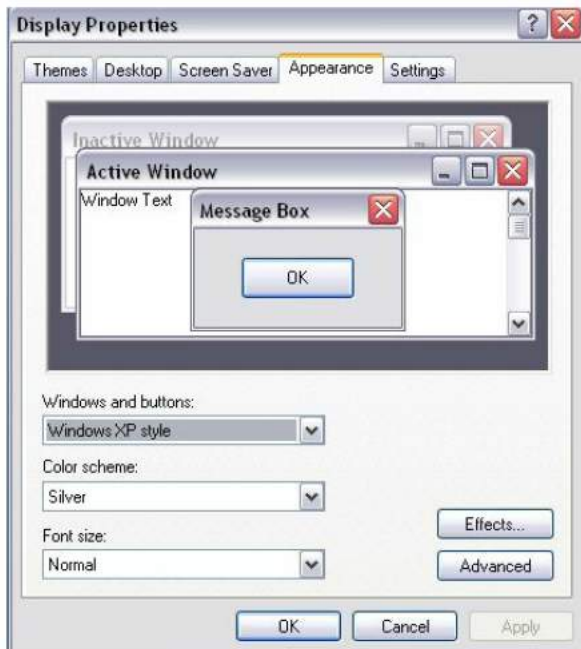 Display Properties
Themes Desktop Screen Saver Appearance Settings
Inactive Window
Active Window
Window Text
Message Box
OK
Windows and buttons:
Windows XP style
Color scheme:
Silver
Effects...
Font size:
Normal
Advanced
OK Cancel Apply